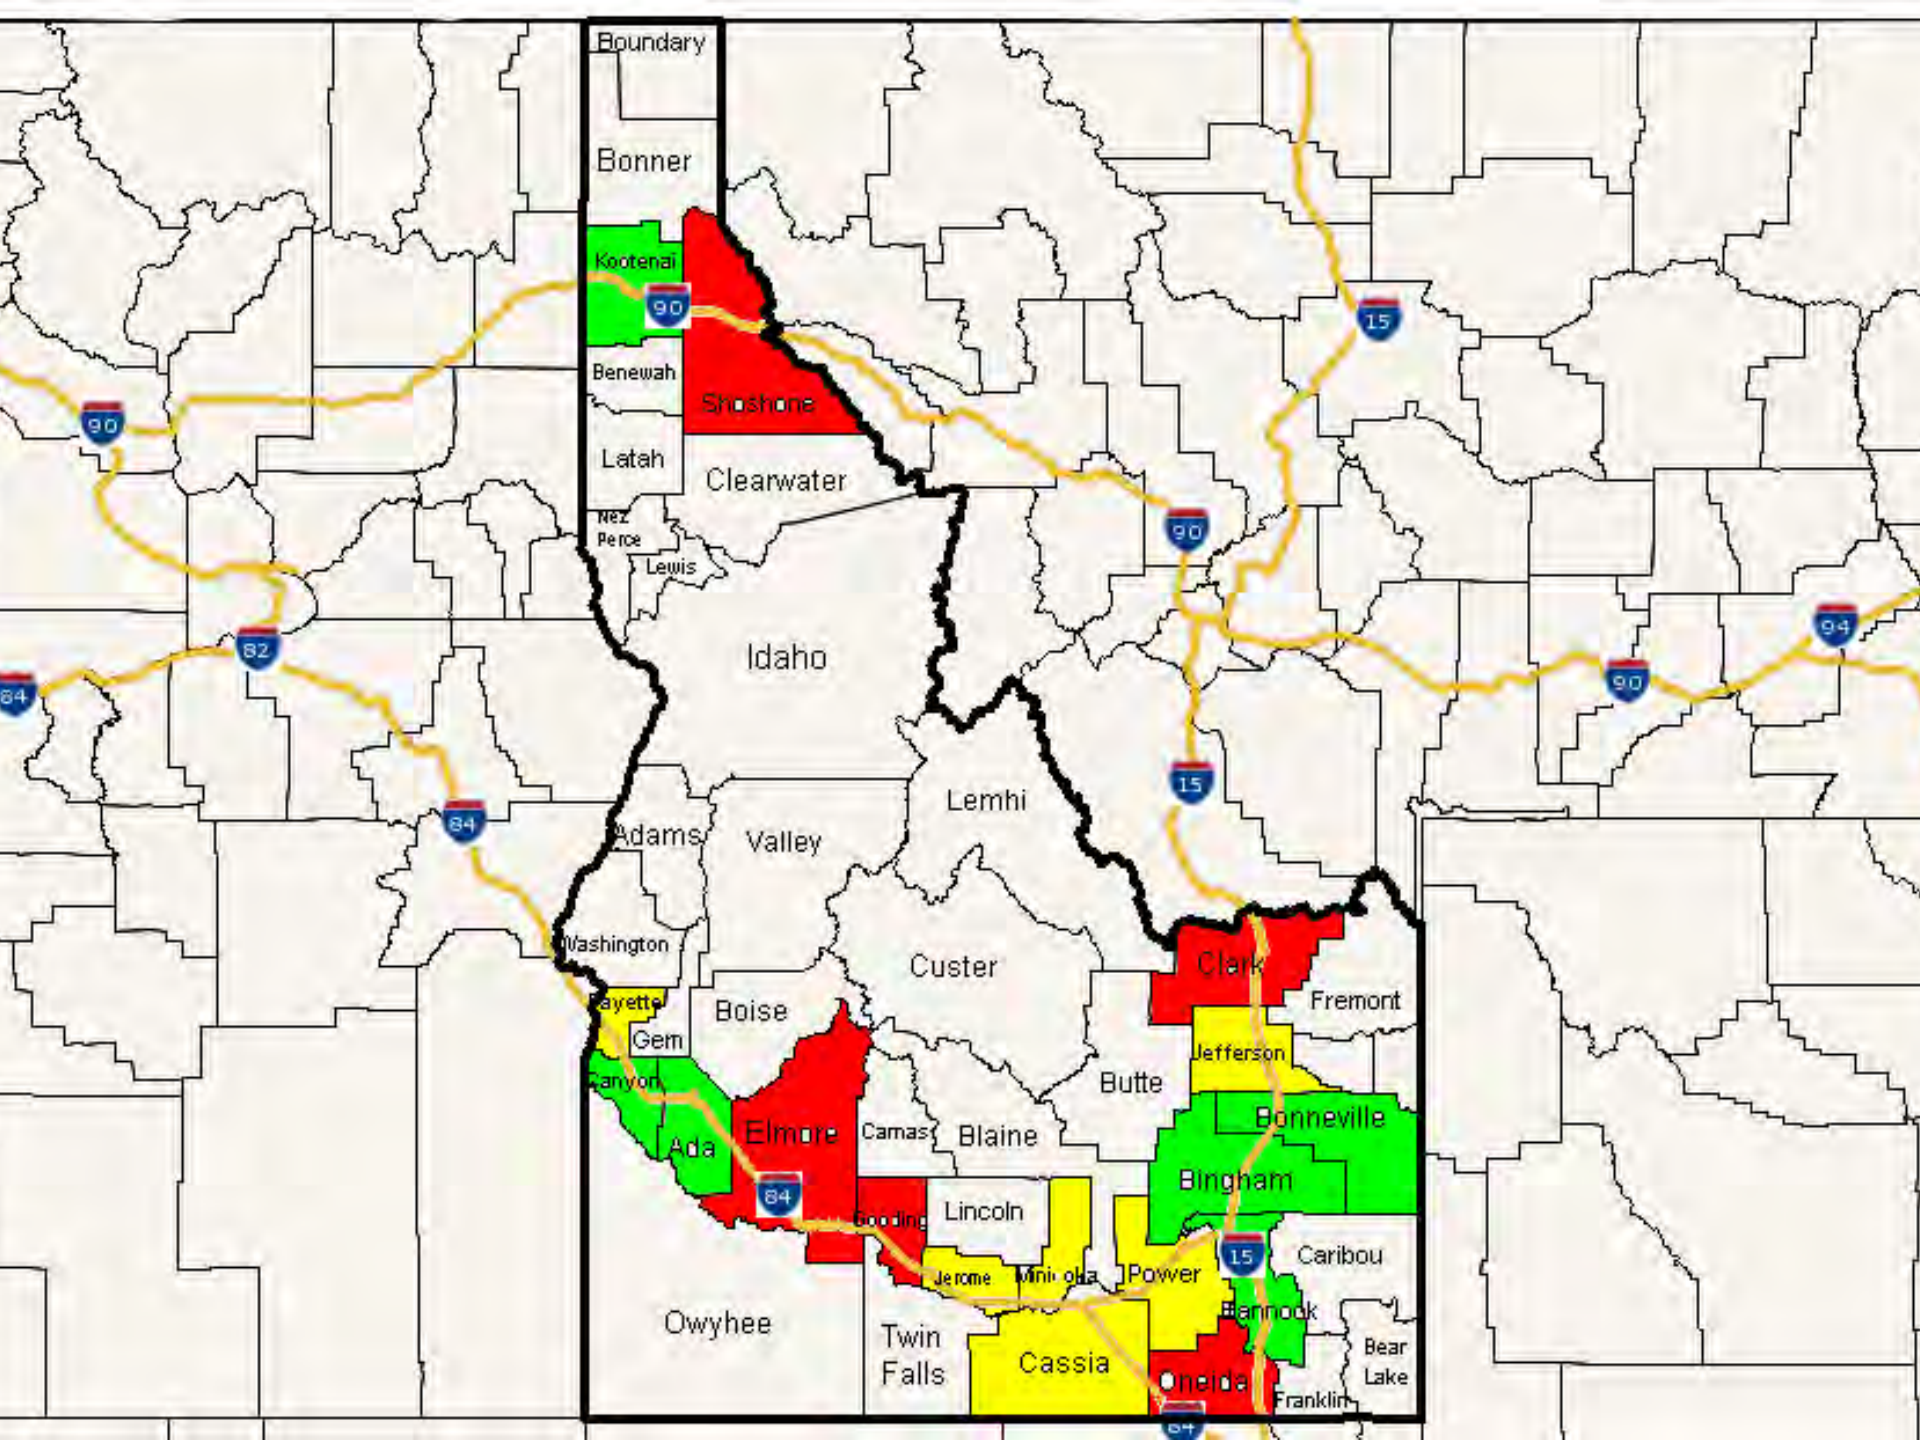 Boundary
Bonner
Kootenai
90
15
Benewah
Shoshone
90
Latah
Clearwater
Nez
Perce
90
Lewis
94
82
Idaho
84
90
15
Lemhi
84
Adams
Valley
Washington
Custer
Clark
Payette
Fremont
Boise
Gem
Jefferson
Canyon
Butte
Bonneville
Elmore
Camas
Blaine
Ada
Bingham
84
Lincoln
Gooding
15
Caribou
Jerome
Minidoka
Power
Bannock
Owyhee
Twin
Falls
Cassia
Bear
Lake
Oneida
Franklin
84